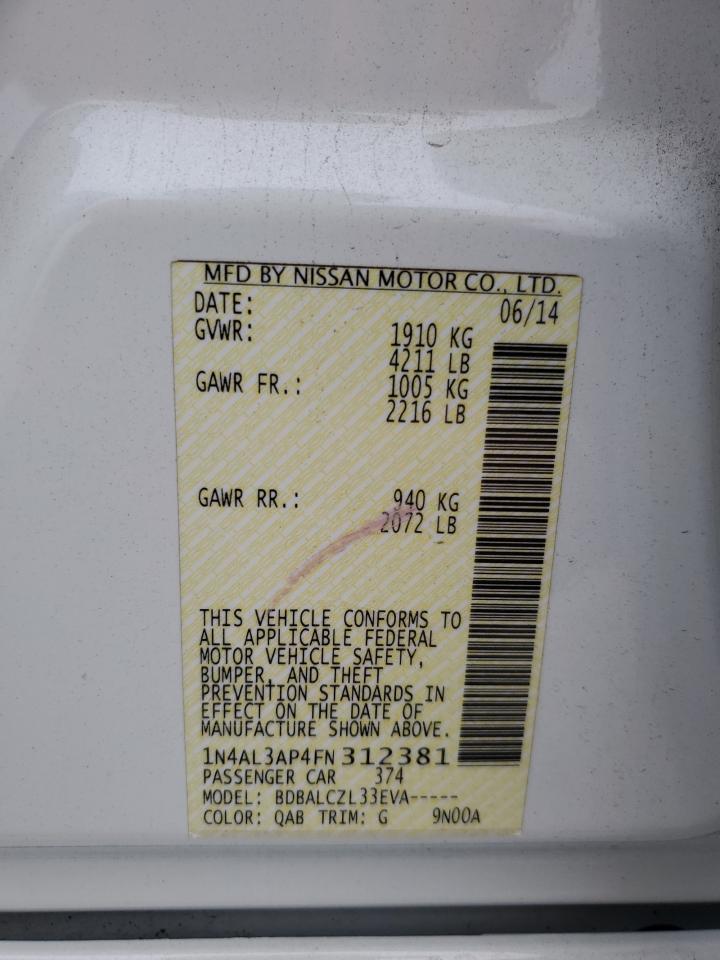 MFD BY NISSAN MOTOR CO., LTD.
DATE: 06/14
GVWR: 1910 KG
4211 LB
GAWR FR.: 1005 KG
2216 LB
GAWR RR.: 940 KG
2072 LB
THIS VEHICLE CONFORMS TO
ALL APPLICABLE FEDERAL
MOTOR VEHICLE SAFETY,
BUMPER, AND THEFT
PREVENTION STANDARDS IN
EFFECT ON THE DATE OF
MANUFACTURE SHOWN ABOVE.
1N4AL3AP4FN312381
PASSENGER CAR 374
MODEL: BDBALCZL33EVA-----
COLOR: QAB TRIM: G 9N00A